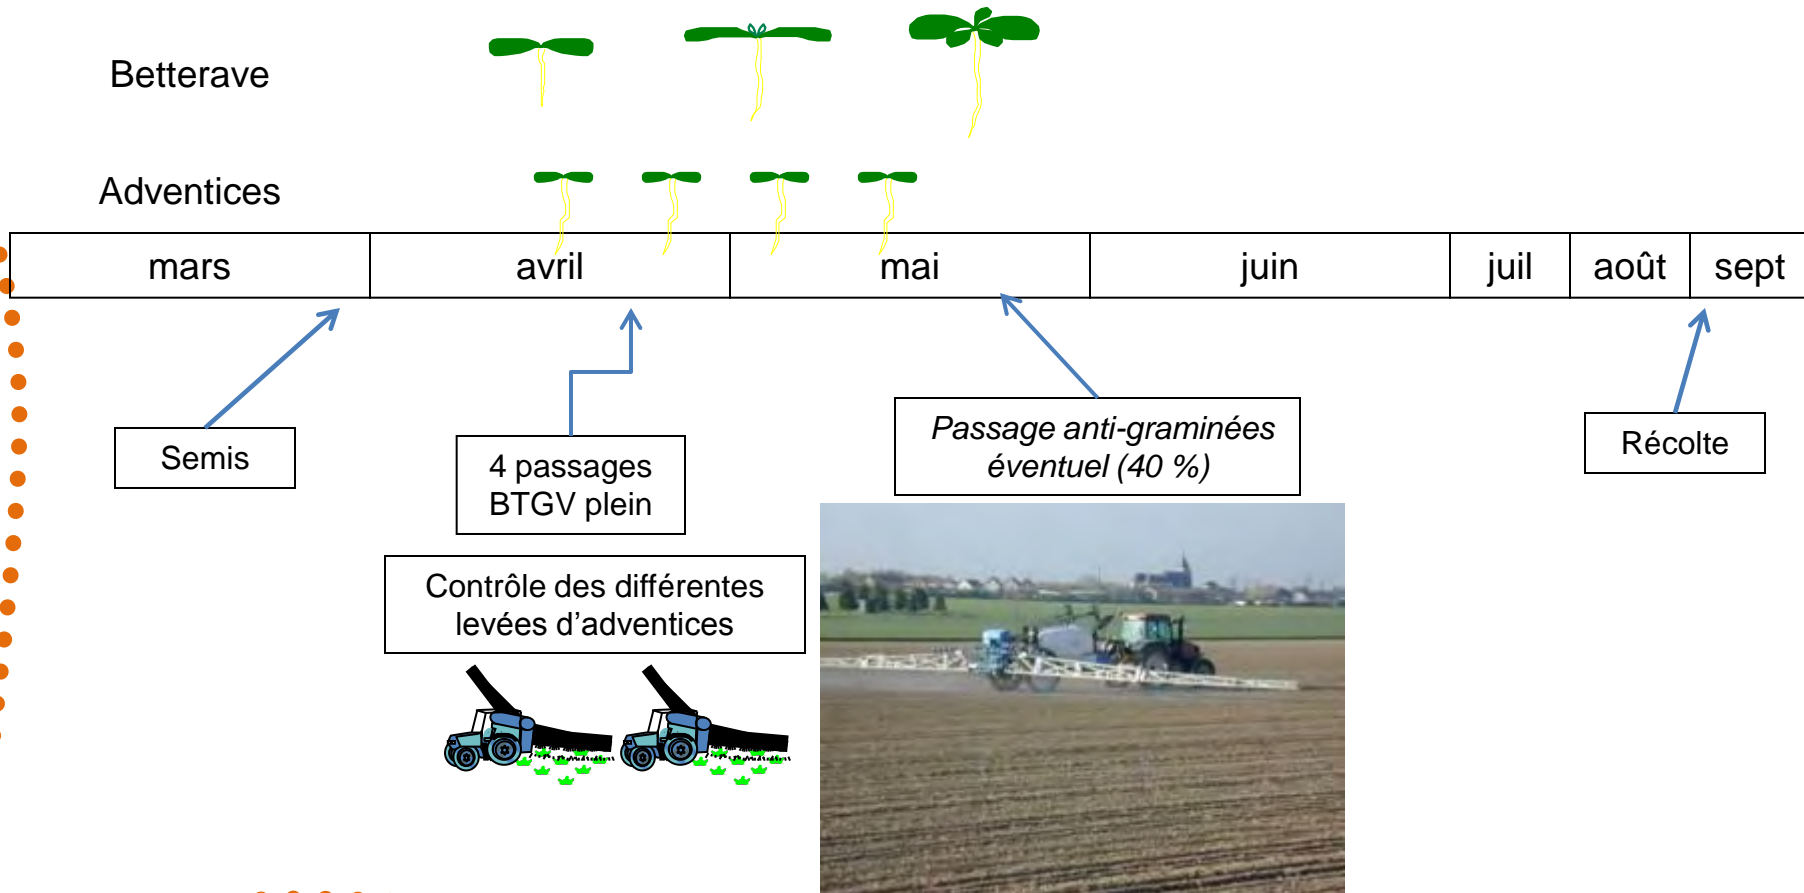 Betterave
Adventices
mars avril mai juin juil août sept
Semis
4 passages
BTGV plein
Passage anti-graminées
éventuel (40 %)
Récolte
Contrôle des différentes
levées d’adventices